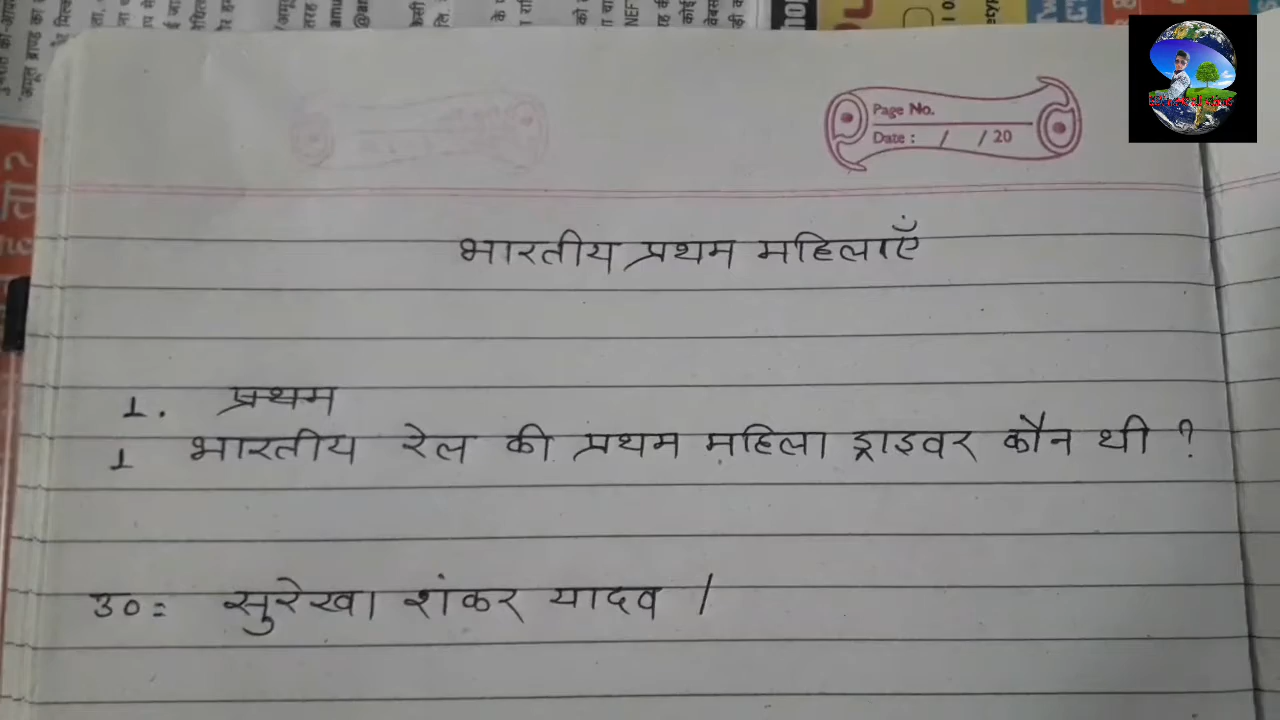 Page No.
Date : / / 20
भारतीय प्रथम महिलाएँ
1. प्रथम
1 भारतीय रेल की प्रथम महिला ड्राइवर कौन थी ?
उ०= सुरेखा शंकर यादव |